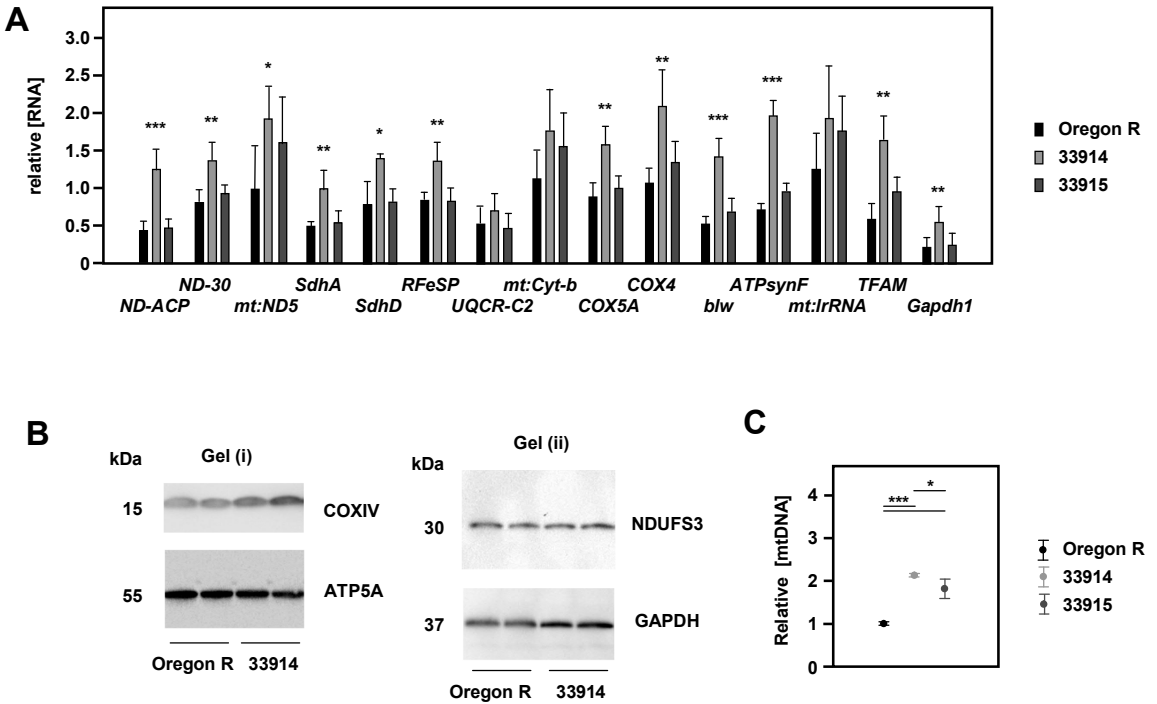 A
3.0
2.5
2.0
1.5
1.0
0.5
0
relative [RNA]
*** ** * ** * ** ** ** *** *** ** **
ND-30 SdhA RFeSP mt:Cyt-b COX4 ATPsynF TFAM
ND-ACP mt:ND5 SdhD UQCR-C2 COX5A blw mt:lrRNA Gapdh1
Oregon R
33914
33915
B
kDa
Gel (i)
15
COXIV
55
ATP5A
Oregon R 33914
kDa
Gel (ii)
30
NDUFS3
37
GAPDH
Oregon R 33914
C
4
3
2
1
0
Relative [mtDNA]
*
***
Oregon R
33914
33915